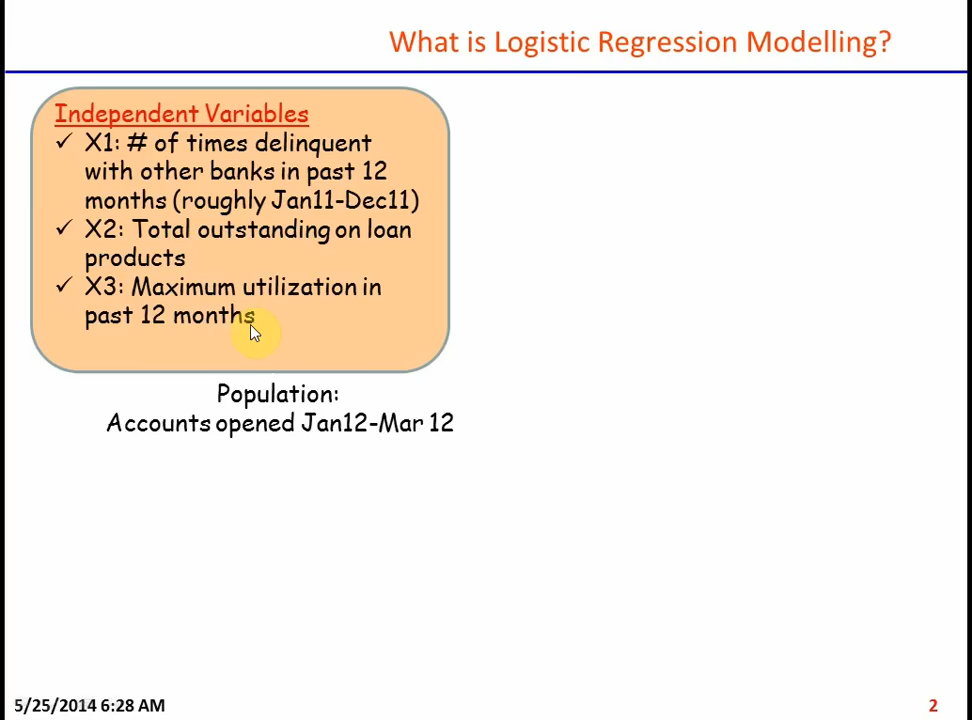 What is Logistic Regression Modelling?
Independent Variables
✓ X1: # of times delinquent
with other banks in past 12
months (roughly Jan11-Dec11)
✓ X2: Total outstanding on loan
products
✓ X3: Maximum utilization in
past 12 months
Population:
Accounts opened Jan12-Mar 12
5/25/2014 6:28 AM
2